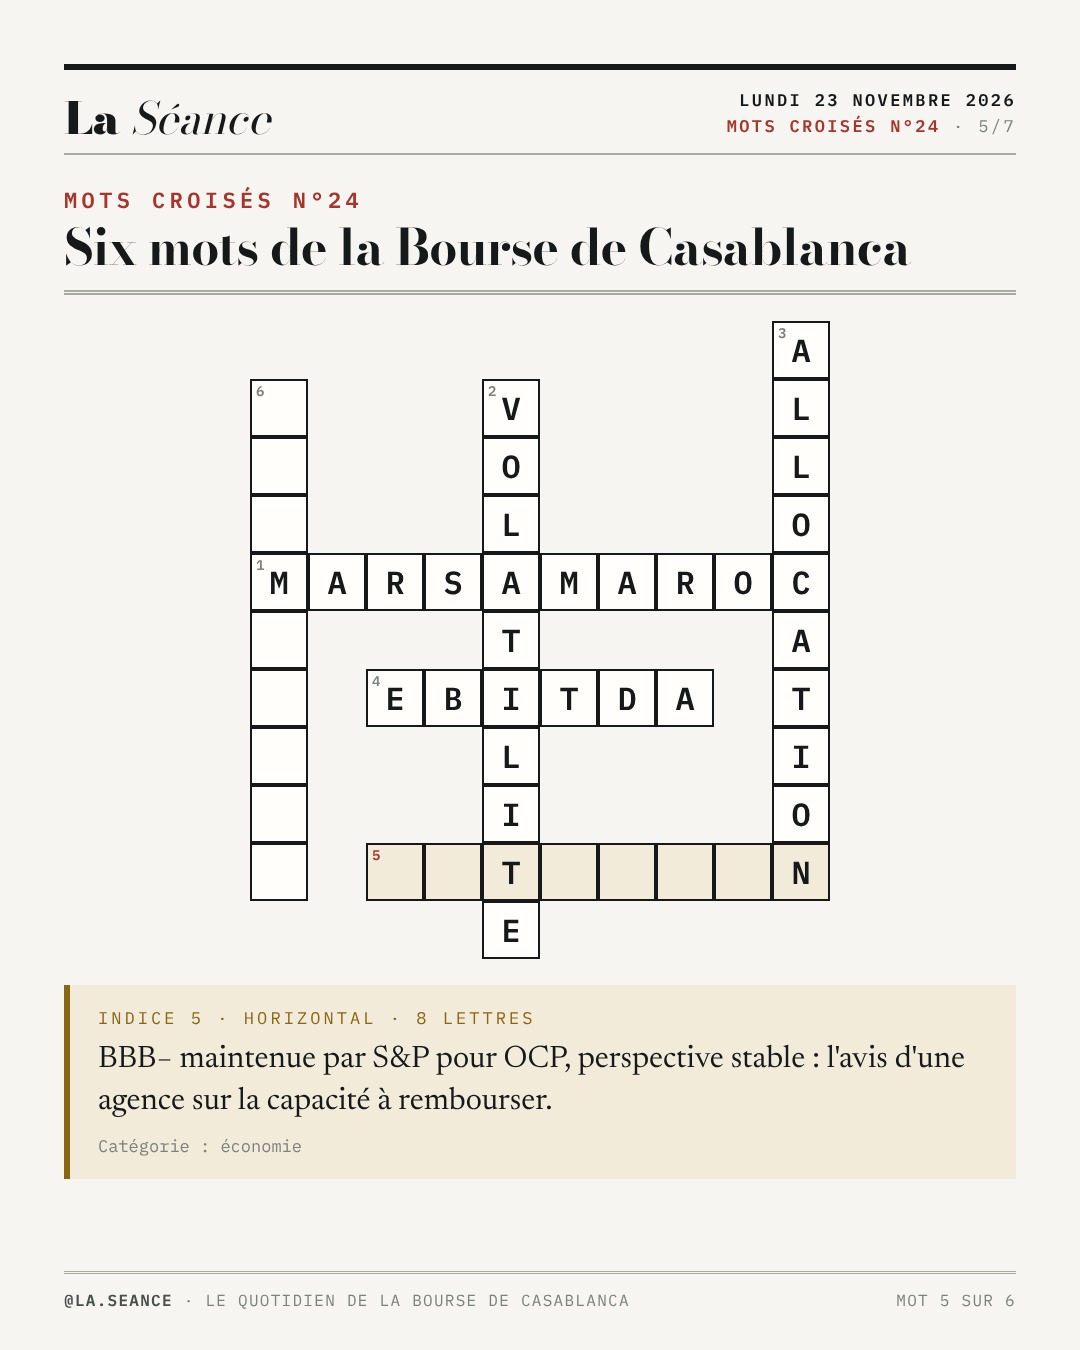 La Séance
LUNDI 23 NOVEMBRE 2026
MOTS CROISÉS N°24 · 5/7
MOTS CROISÉS N°24
Six mots de la Bourse de Casablanca
3 A
6 2 V L
O L
L O
1 M A R S A M A R O C
T A
4 E B I T D A T
L I
I O
5 T N
E
INDICE 5 · HORIZONTAL · 8 LETTRES
BBB– maintenue par S&P pour OCP, perspective stable : l'avis d'une
agence sur la capacité à rembourser.
Catégorie : économie
@LA.SEANCE · LE QUOTIDIEN DE LA BOURSE DE CASABLANCA
MOT 5 SUR 6